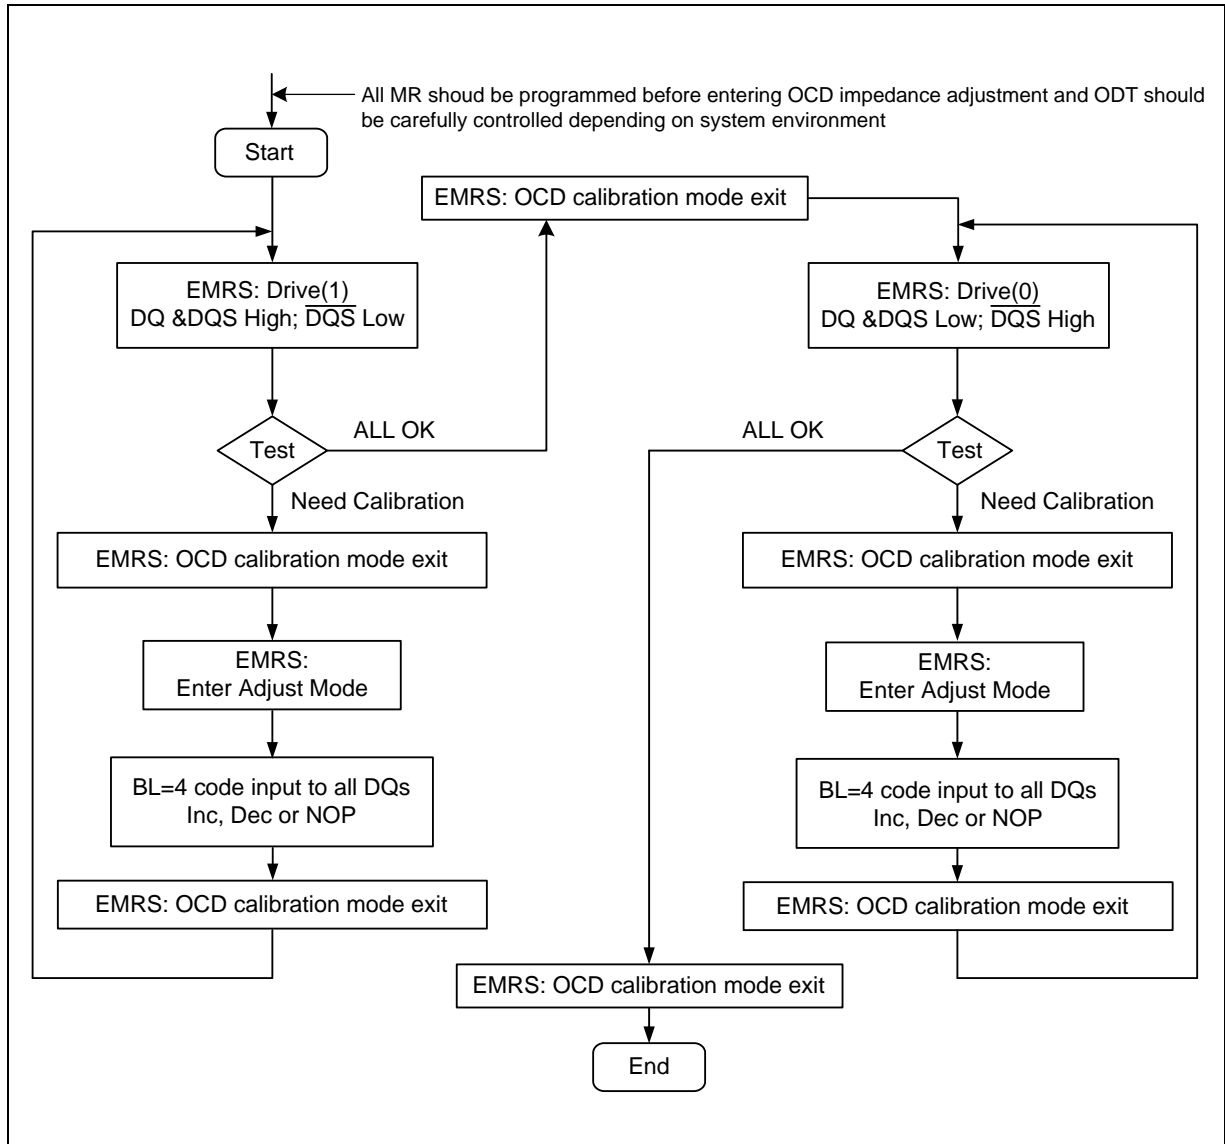 All MR shoud be programmed before entering OCD impedance adjustment and ODT should
be carefully controlled depending on system environment
Start
EMRS: OCD calibration mode exit
EMRS: Drive(1)
DQ &DQS High; D̅Q̅S̅ Low
EMRS: Drive(0)
DQ &DQS Low; D̅Q̅S̅ High
Test
ALL OK
ALL OK
Test
Need Calibration
Need Calibration
EMRS: OCD calibration mode exit
EMRS: OCD calibration mode exit
EMRS:
Enter Adjust Mode
EMRS:
Enter Adjust Mode
BL=4 code input to all DQs
Inc, Dec or NOP
BL=4 code input to all DQs
Inc, Dec or NOP
EMRS: OCD calibration mode exit
EMRS: OCD calibration mode exit
EMRS: OCD calibration mode exit
End